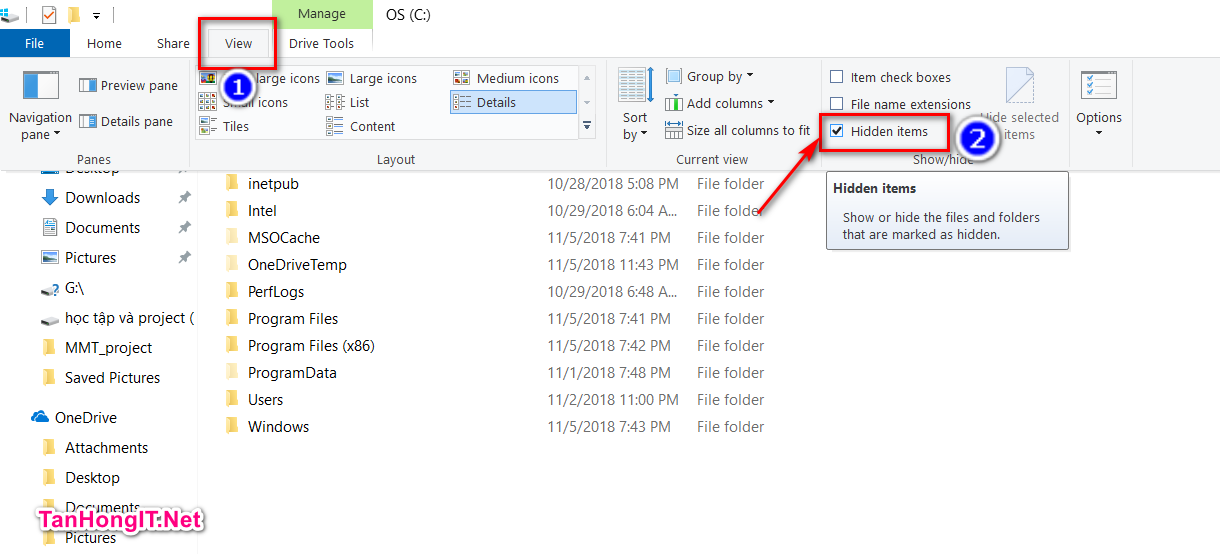 Manage
OS (C:)
File
Home
Share
View
Drive Tools
1
Navigation pane
Preview pane
Details pane
Panes
large icons
Large icons
Medium icons
Small icons
List
Details
Tiles
Content
Layout
Sort by
Group by
Add columns
Size all columns to fit
Current view
Item check boxes
File name extensions
Hidden items
2
Hide selected items
Show/hide
Options
Hidden items
Show or hide the files and folders
that are marked as hidden.
Desktop
Downloads
Documents
Pictures
G:\
học tập và project (
MMT_project
Saved Pictures
OneDrive
Attachments
Desktop
Documents
Pictures
inetpub 10/28/2018 5:08 PM File folder
Intel 10/29/2018 6:04 A... File folder
MSOCache 11/5/2018 7:41 PM File folder
OneDriveTemp 11/5/2018 11:43 PM File folder
PerfLogs 10/29/2018 6:48 A... File folder
Program Files 11/5/2018 7:41 PM File folder
Program Files (x86) 11/5/2018 7:42 PM File folder
ProgramData 11/1/2018 7:48 PM File folder
Users 11/2/2018 11:00 PM File folder
Windows 11/5/2018 7:43 PM File folder
TanHongIT.Net